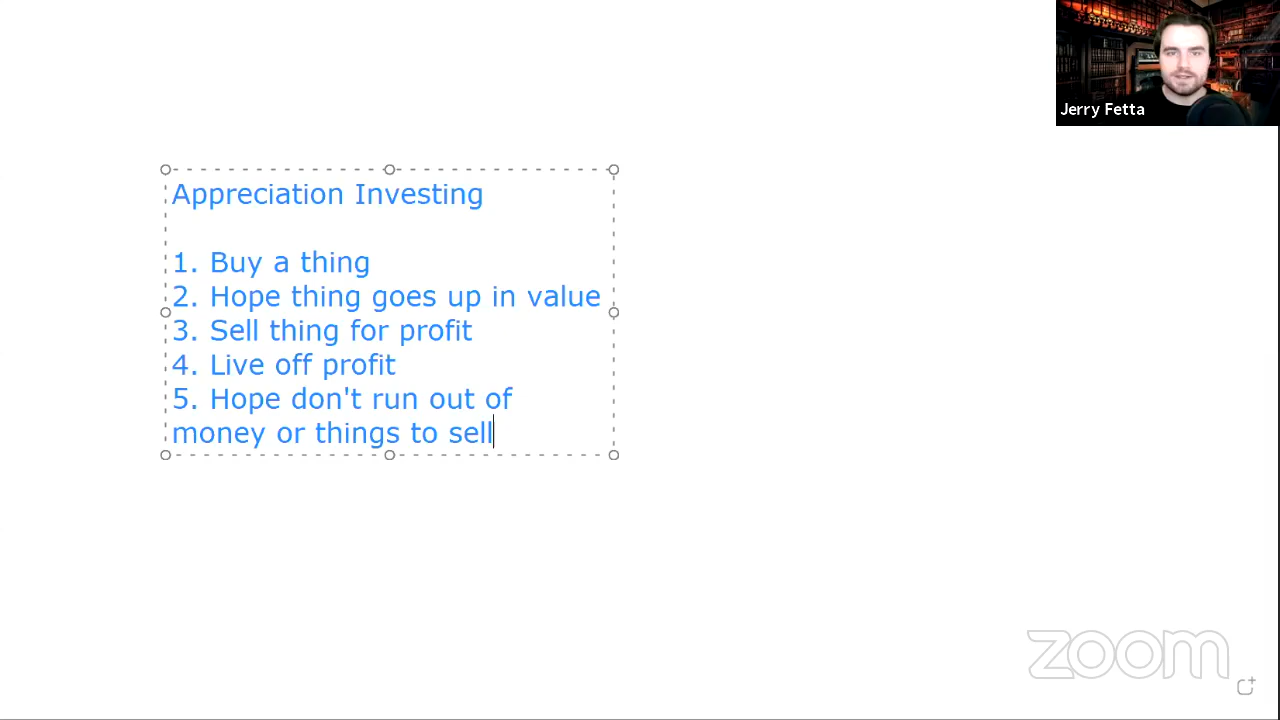 Jerry Fetta
Appreciation Investing
1. Buy a thing
2. Hope thing goes up in value
3. Sell thing for profit
4. Live off profit
5. Hope don't run out of
money or things to sell
zoom